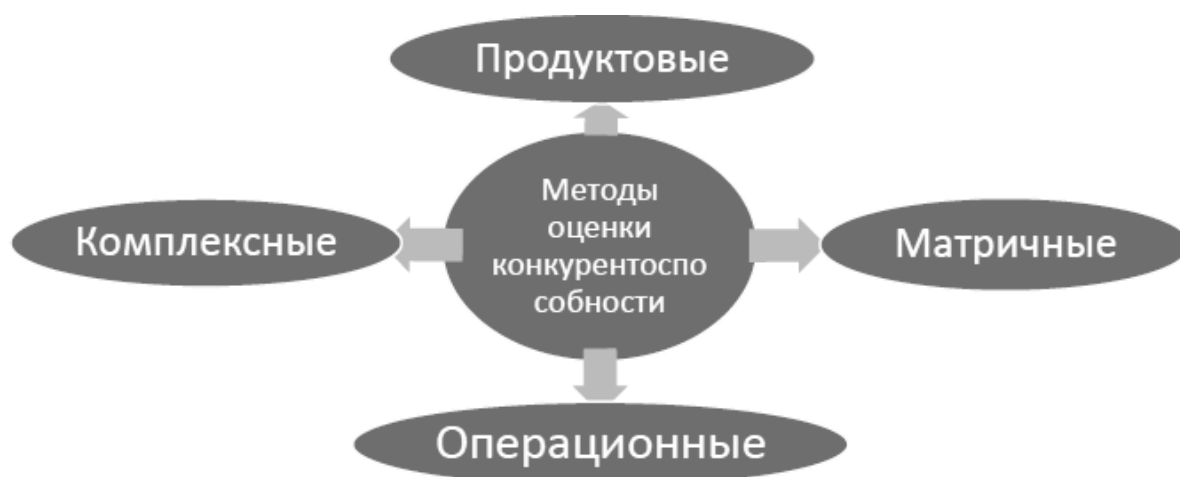 Продуктовые
Методы
оценки
конкурентоспо
собности
Комплексные
Матричные
Операционные